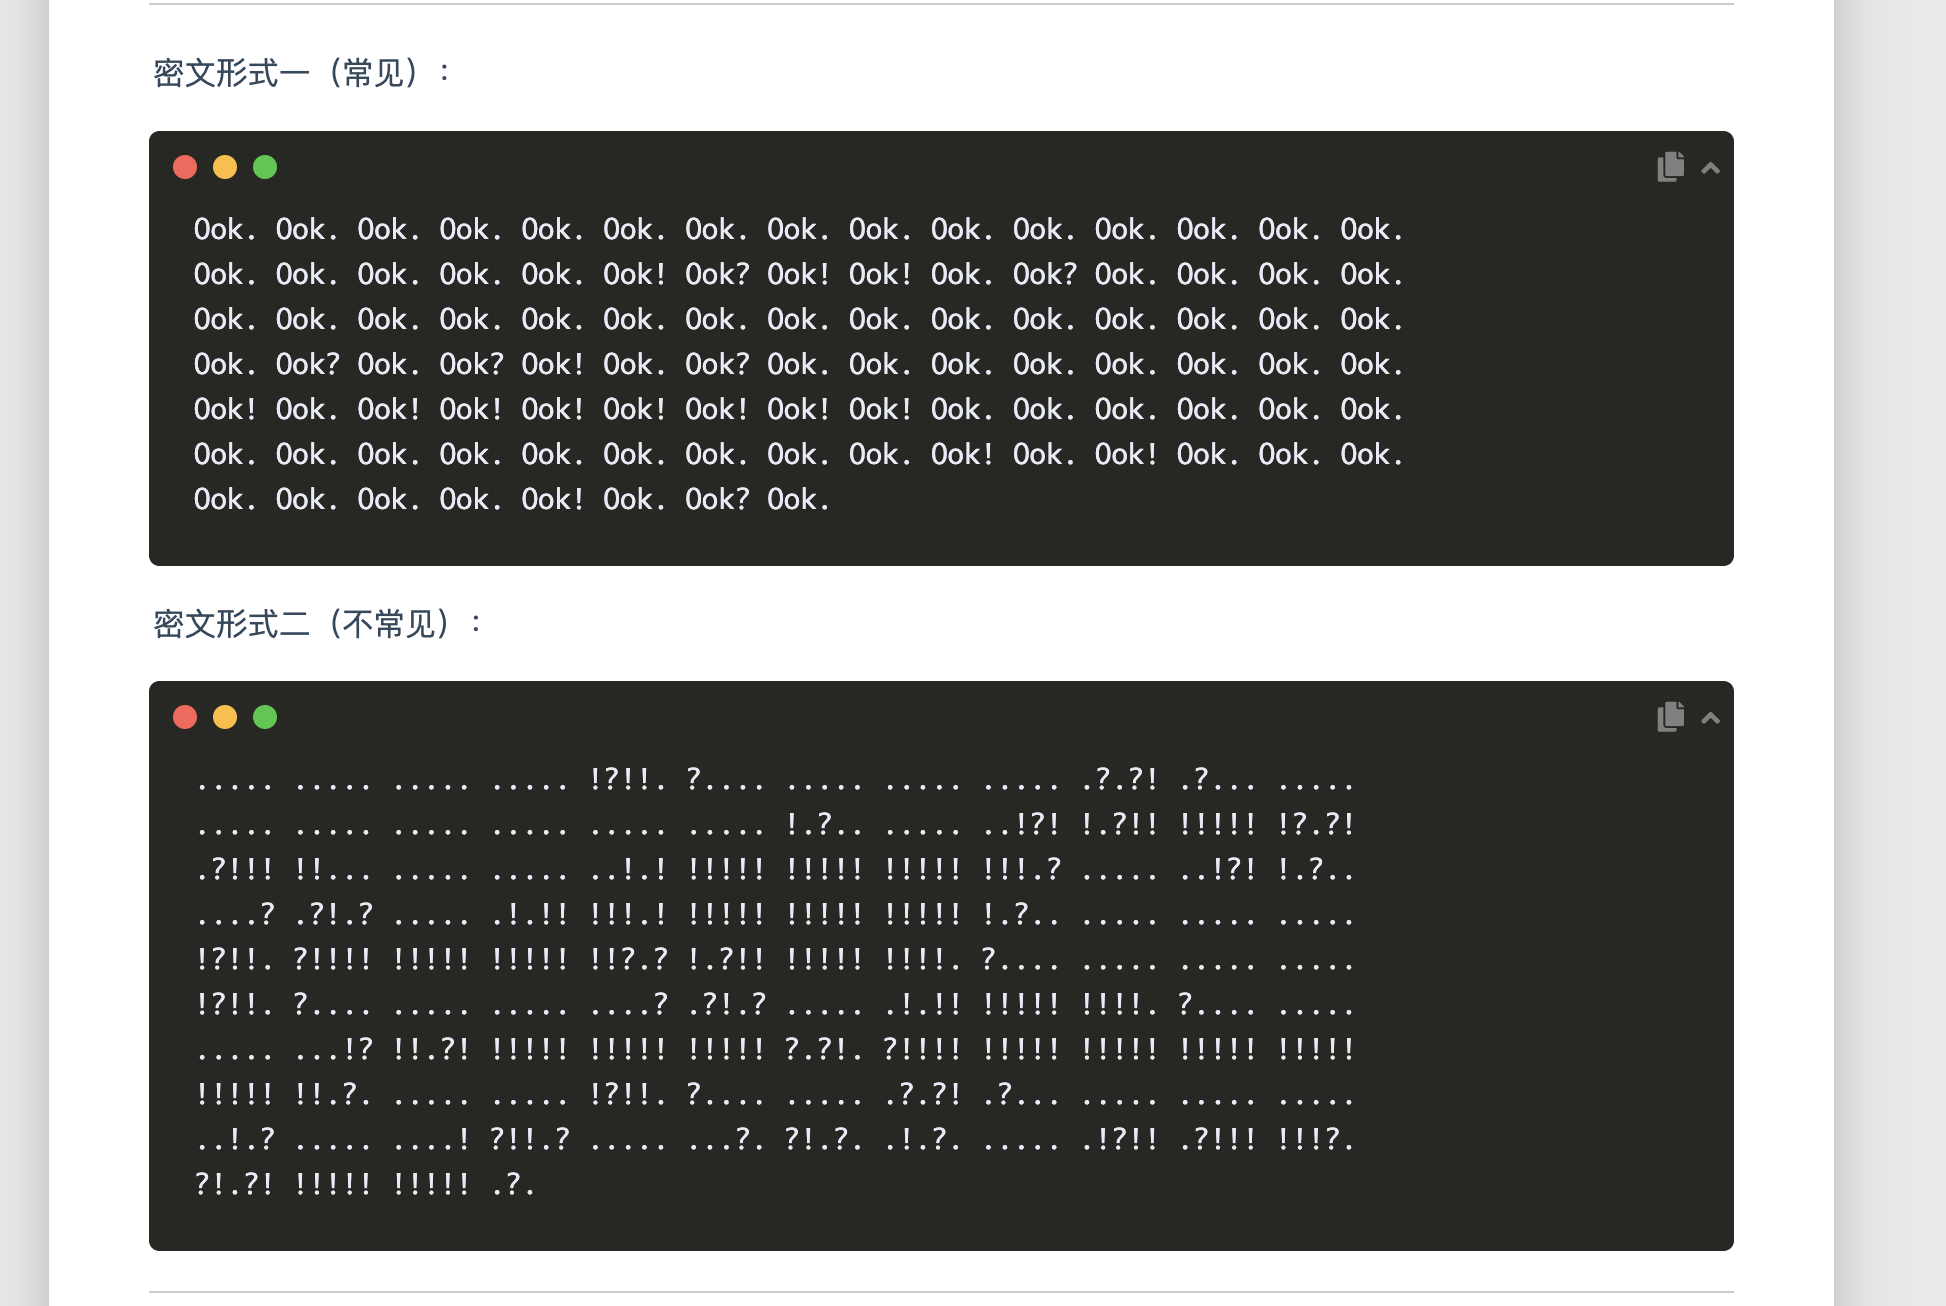 密文形式一（常见）：
Ook. Ook. Ook. Ook. Ook. Ook. Ook. Ook. Ook. Ook. Ook. Ook. Ook. Ook. Ook.
Ook. Ook. Ook. Ook. Ook. Ook! Ook? Ook! Ook! Ook. Ook? Ook. Ook. Ook. Ook.
Ook. Ook. Ook. Ook. Ook. Ook. Ook. Ook. Ook. Ook. Ook. Ook. Ook. Ook. Ook.
Ook. Ook? Ook. Ook? Ook! Ook. Ook? Ook. Ook. Ook. Ook. Ook. Ook. Ook. Ook.
Ook! Ook. Ook! Ook! Ook! Ook! Ook! Ook! Ook! Ook. Ook. Ook. Ook. Ook. Ook.
Ook. Ook. Ook. Ook. Ook. Ook. Ook. Ook. Ook. Ook! Ook. Ook! Ook. Ook. Ook.
Ook. Ook. Ook. Ook. Ook! Ook. Ook? Ook.
密文形式二（不常见）：
..... ..... ..... ..... !?!!. ?.... ..... ..... ..... .?.?! .?... .....
..... ..... ..... ..... ..... ..... !.?.. ..... ..!?! !.?!! !!!!! !?.?!
.?!!! !!... ..... ..... ..!.! !!!!! !!!!! !!!!! !!!.? ..... ..!?! !.?..
....? .?!.? ..... .!.!! !!!.! !!!!! !!!!! !!!!! !.?.. ..... ..... .....
!?!!. ?!!!! !!!!! !!!!! !!?.? !.?!! !!!!! !!!!. ?.... ..... ..... .....
!?!!. ?.... ..... ..... ....? .?!.? ..... .!.!! !!!!! !!!!. ?.... .....
..... ...!? !!.?! !!!!! !!!!! !!!!! ?.?!. ?!!!! !!!!! !!!!! !!!!! !!!!!
!!!!! !!.?. ..... ..... !?!!. ?.... ..... .?.?! .?... ..... ..... .....
..!.? ..... ....! ?!!.? ..... ...?. ?!.?. .!.?. ..... .!?!! .?!!! !!!?.
?!.?! !!!!! !!!!! .?.